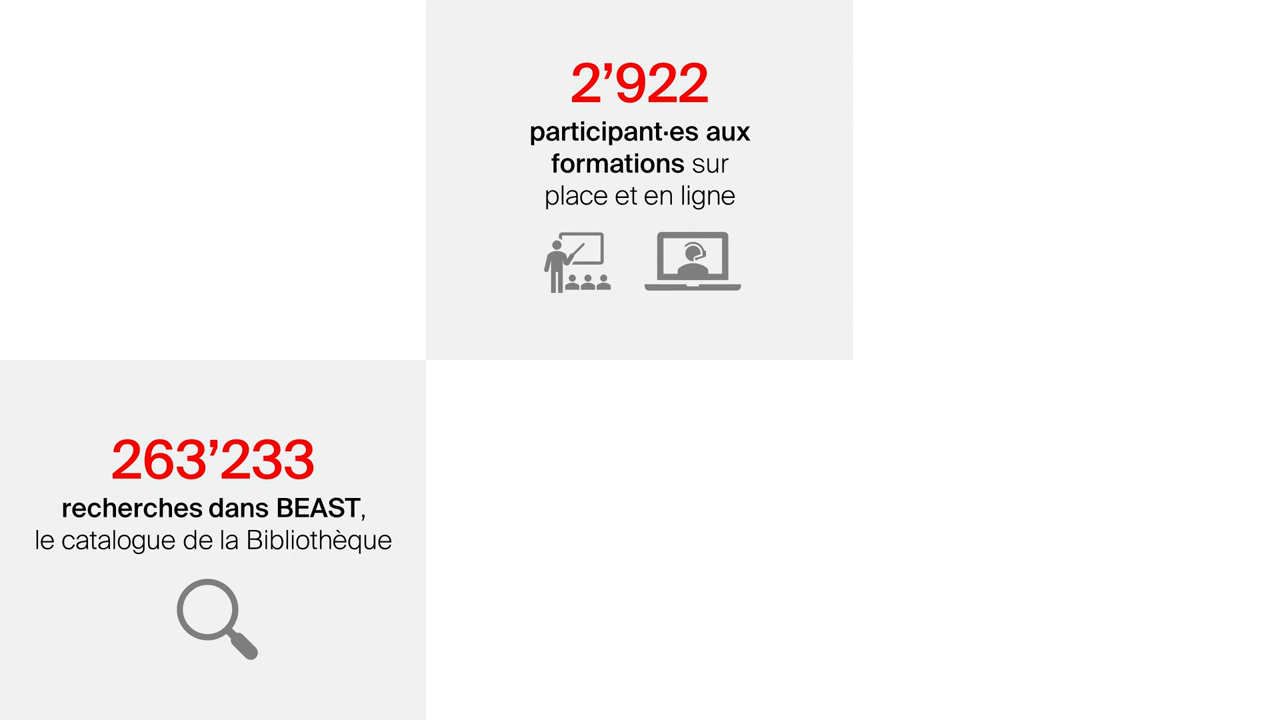 2’922
participant·es aux
formations sur
place et en ligne
263’233
recherches dans BEAST,
le catalogue de la Bibliothèque